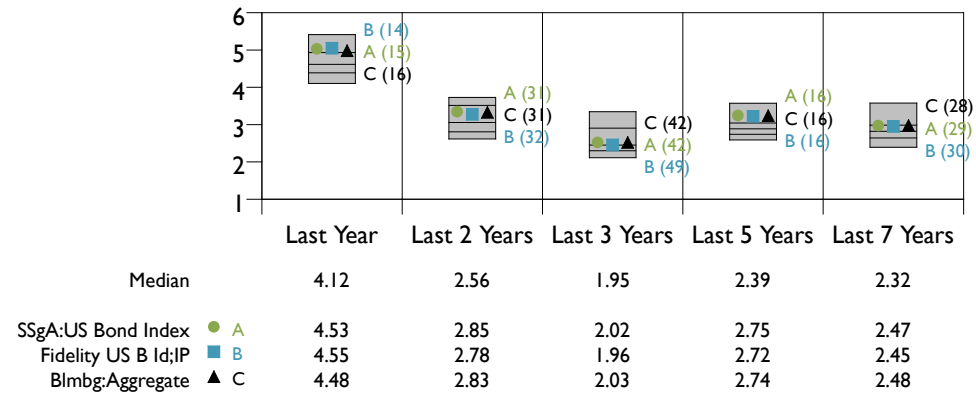 6
5
4
3
2
1
B (14)
A (15)
C (16)
A (31)
C (31)
B (32)
C (42)
A (42)
B (49)
A (16)
C (16)
B (16)
C (28)
A (29)
B (30)
Last Year Last 2 Years Last 3 Years Last 5 Years Last 7 Years
Median 4.12 2.56 1.95 2.39 2.32
SSgA:US Bond Index A 4.53 2.85 2.02 2.75 2.47
Fidelity US B Id;IP B 4.55 2.78 1.96 2.72 2.45
Blmbg:Aggregate C 4.48 2.83 2.03 2.74 2.48